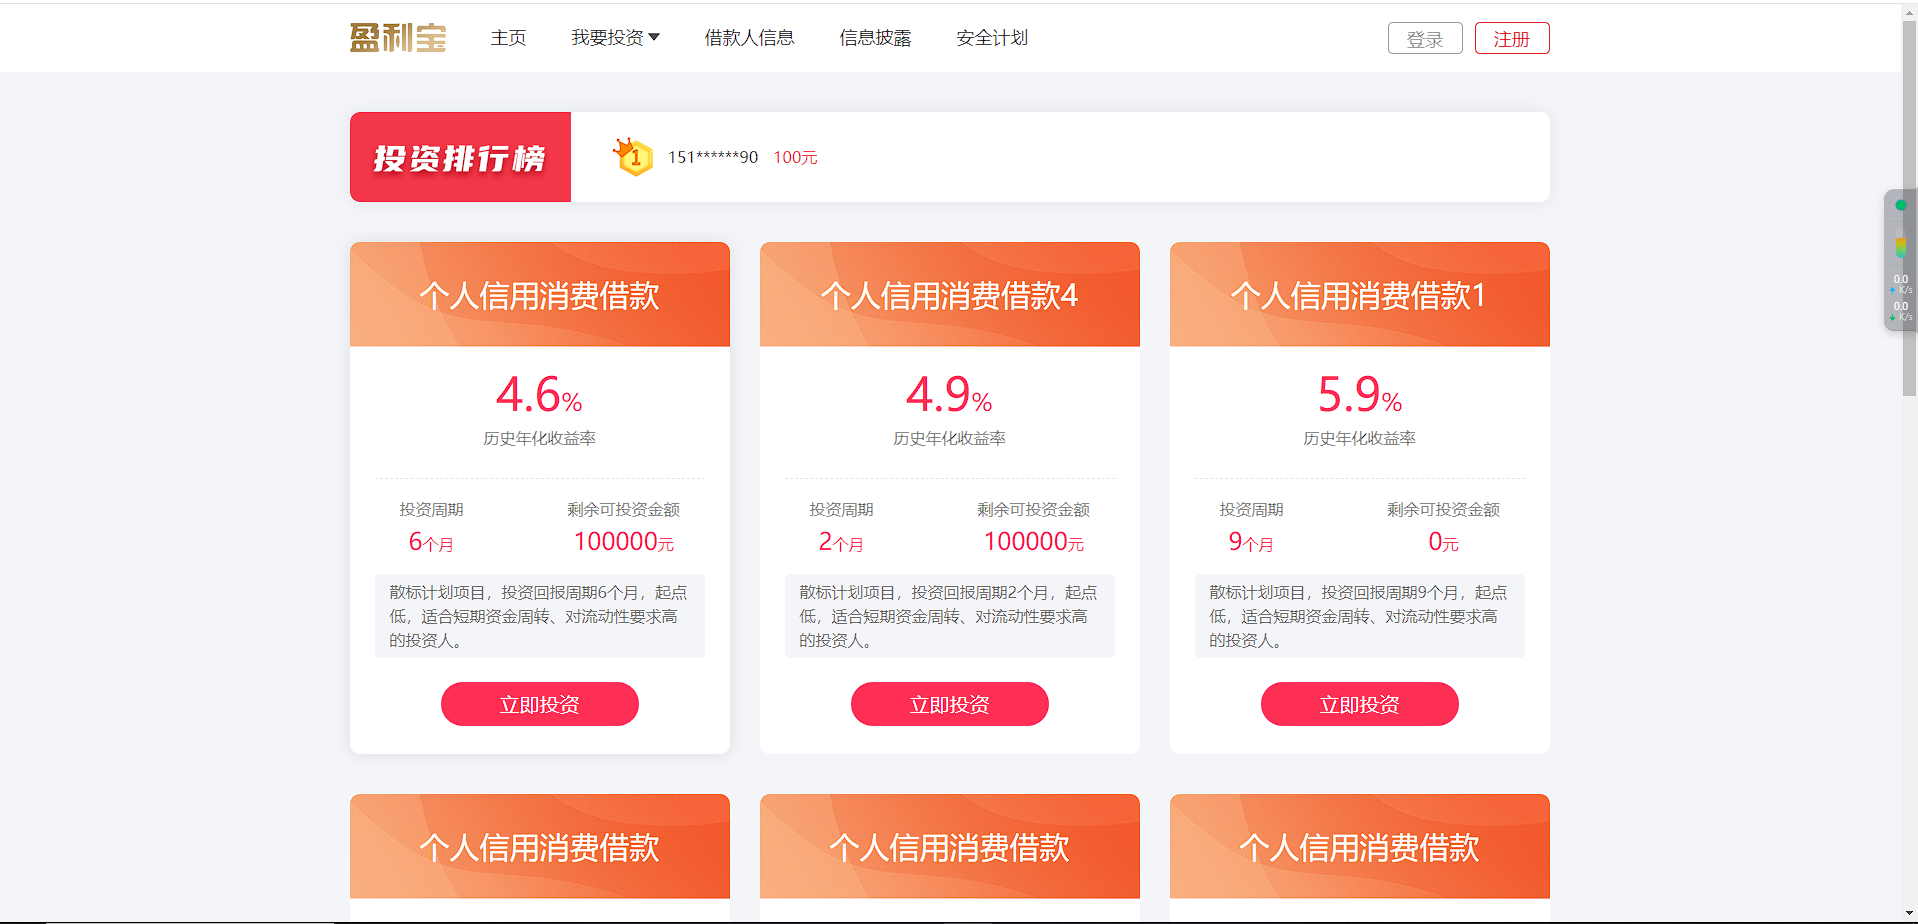 盈利宝 主页 我要投资 借款人信息 信息披露 安全计划 登录 注册
投资排行榜 1 151******90 100元
个人信用消费借款
4.6%
历史年化收益率
投资周期 剩余可投资金额
6个月 100000元
散标计划项目，投资回报周期6个月，起点
低，适合短期资金周转、对流动性要求高
的投资人。
立即投资
个人信用消费借款4
4.9%
历史年化收益率
投资周期 剩余可投资金额
2个月 100000元
散标计划项目，投资回报周期2个月，起点
低，适合短期资金周转、对流动性要求高
的投资人。
立即投资
个人信用消费借款1
5.9%
历史年化收益率
投资周期 剩余可投资金额
9个月 0元
散标计划项目，投资回报周期9个月，起点
低，适合短期资金周转、对流动性要求高
的投资人。
立即投资
个人信用消费借款
个人信用消费借款
个人信用消费借款
0.0
K/s
0.0
K/s